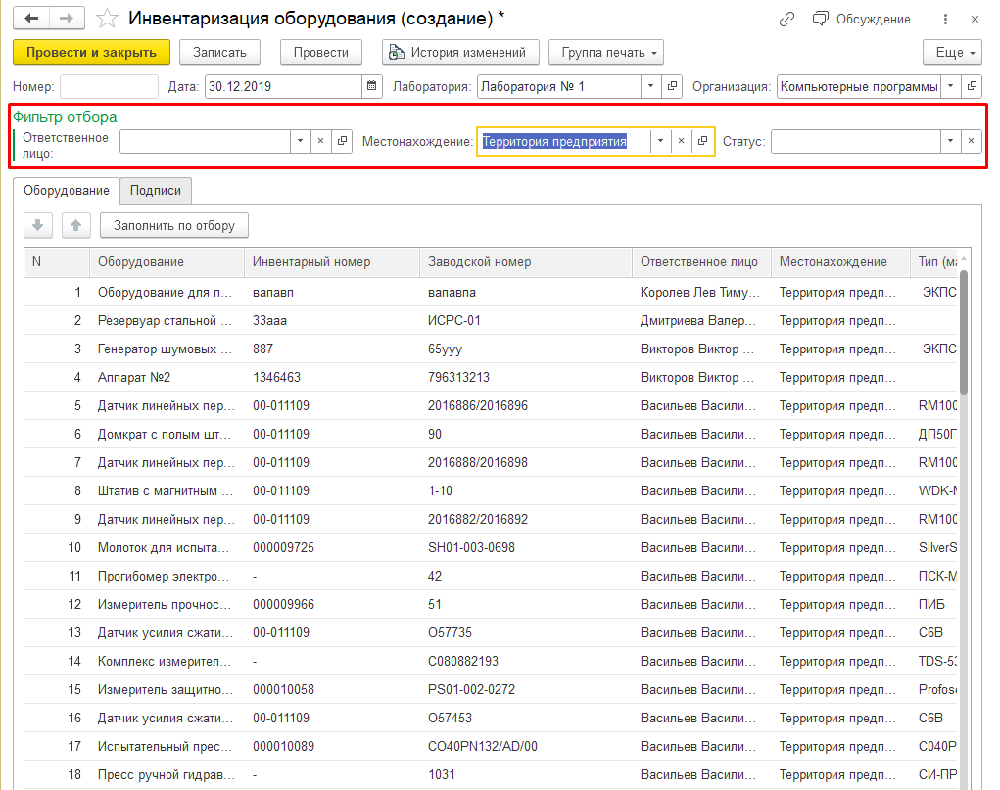 Инвентаризация оборудования (создание) *
Обсуждение
Провести и закрыть Записать Провести История изменений Группа печать Еще
Номер: Дата: 30.12.2019 Лаборатория: Лаборатория № 1 Организация: Компьютерные программы
Фильтр отбора
Ответственное лицо: Местонахождение: Территория предприятия Статус:
Оборудование Подписи
Заполнить по отбору
N Оборудование Инвентарный номер Заводской номер Ответственное лицо Местонахождение Тип (ма
1 Оборудование для п... вапавп вапавпа Королев Лев Тиму... Территория предп... ЭКПС
2 Резервуар стальной ... 33ааа ИСРС-01 Дмитриева Валер... Территория предп...
3 Генератор шумовых ... 887 65ууу Викторов Виктор ... Территория предп... ЭКПС
4 Аппарат №2 1346463 796313213 Викторов Виктор ... Территория предп...
5 Датчик линейных пер... 00-011109 2016886/2016896 Васильев Васили... Территория предп... RM100
6 Домкрат с полым шт... 00-011109 90 Васильев Васили... Территория предп... ДП50Г
7 Датчик линейных пер... 00-011109 2016888/2016898 Васильев Васили... Территория предп... RM100
8 Штатив с магнитным ... 00-011109 1-10 Васильев Васили... Территория предп... WDK-M
9 Датчик линейных пер... 00-011109 2016882/2016892 Васильев Васили... Территория предп... RM100
10 Молоток для испыта... 000009725 SH01-003-0698 Васильев Васили... Территория предп... SilverS
11 Прогибомер электро... - 42 Васильев Васили... Территория предп... ПСК-М
12 Измеритель прочнос... 000009966 51 Васильев Васили... Территория предп... ПИБ
13 Датчик усилия сжати... 00-011109 О57735 Васильев Васили... Территория предп... С6В
14 Комплекс измерител... - С080882193 Васильев Васили... Территория предп... TDS-53
15 Измеритель защитно... 000010058 PS01-002-0272 Васильев Васили... Территория предп... Profoso
16 Датчик усилия сжати... 00-011109 О57453 Васильев Васили... Территория предп... С6В
17 Испытательный прес... 000010089 CO40PN132/AD/00 Васильев Васили... Территория предп... C040P
18 Пресс ручной гидрав... - 1031 Васильев Васили... Территория предп... СИ-ПР